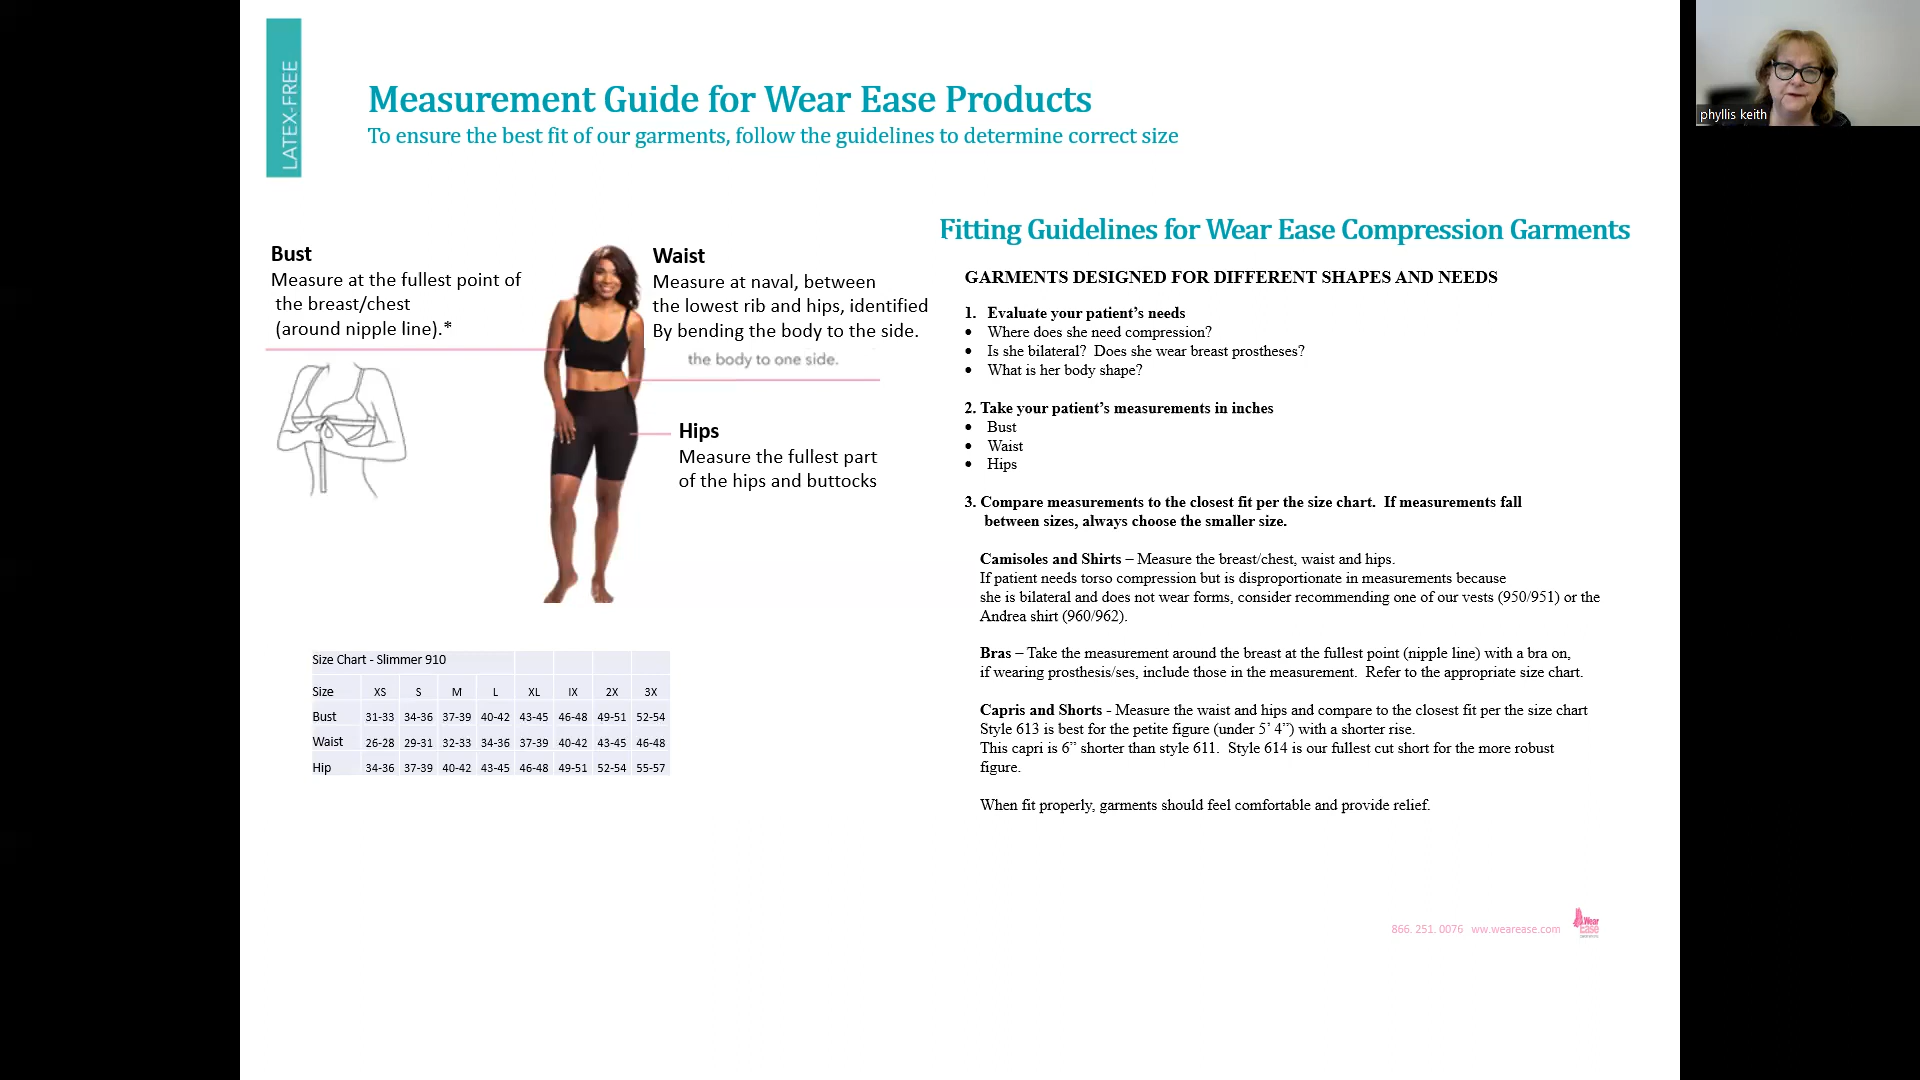 LATEX-FREE
Measurement Guide for Wear Ease Products
To ensure the best fit of our garments, follow the guidelines to determine correct size
phyllis keith
Bust
Measure at the fullest point of
the breast/chest
(around nipple line).*
Waist
Measure at naval, between
the lowest rib and hips, identified
By bending the body to the side.
the body to one side.
Hips
Measure the fullest part
of the hips and buttocks
Size Chart - Slimmer 910
Size XS S M L XL IX 2X 3X
Bust 31-33 34-36 37-39 40-42 43-45 46-48 49-51 52-54
Waist 26-28 29-31 32-33 34-36 37-39 40-42 43-45 46-48
Hip 34-36 37-39 40-42 43-45 46-48 49-51 52-54 55-57
Fitting Guidelines for Wear Ease Compression Garments
GARMENTS DESIGNED FOR DIFFERENT SHAPES AND NEEDS
1. Evaluate your patient’s needs
• Where does she need compression?
• Is she bilateral? Does she wear breast prostheses?
• What is her body shape?
2. Take your patient’s measurements in inches
• Bust
• Waist
• Hips
3. Compare measurements to the closest fit per the size chart. If measurements fall
between sizes, always choose the smaller size.
Camisoles and Shirts – Measure the breast/chest, waist and hips.
If patient needs torso compression but is disproportionate in measurements because
she is bilateral and does not wear forms, consider recommending one of our vests (950/951) or the
Andrea shirt (960/962).
Bras – Take the measurement around the breast at the fullest point (nipple line) with a bra on,
if wearing prosthesis/ses, include those in the measurement. Refer to the appropriate size chart.
Capris and Shorts - Measure the waist and hips and compare to the closest fit per the size chart
Style 613 is best for the petite figure (under 5’ 4”) with a shorter rise.
This capri is 6” shorter than style 611. Style 614 is our fullest cut short for the more robust
figure.
When fit properly, garments should feel comfortable and provide relief.
866. 251. 0076 ww.wearease.com
Wear
ease